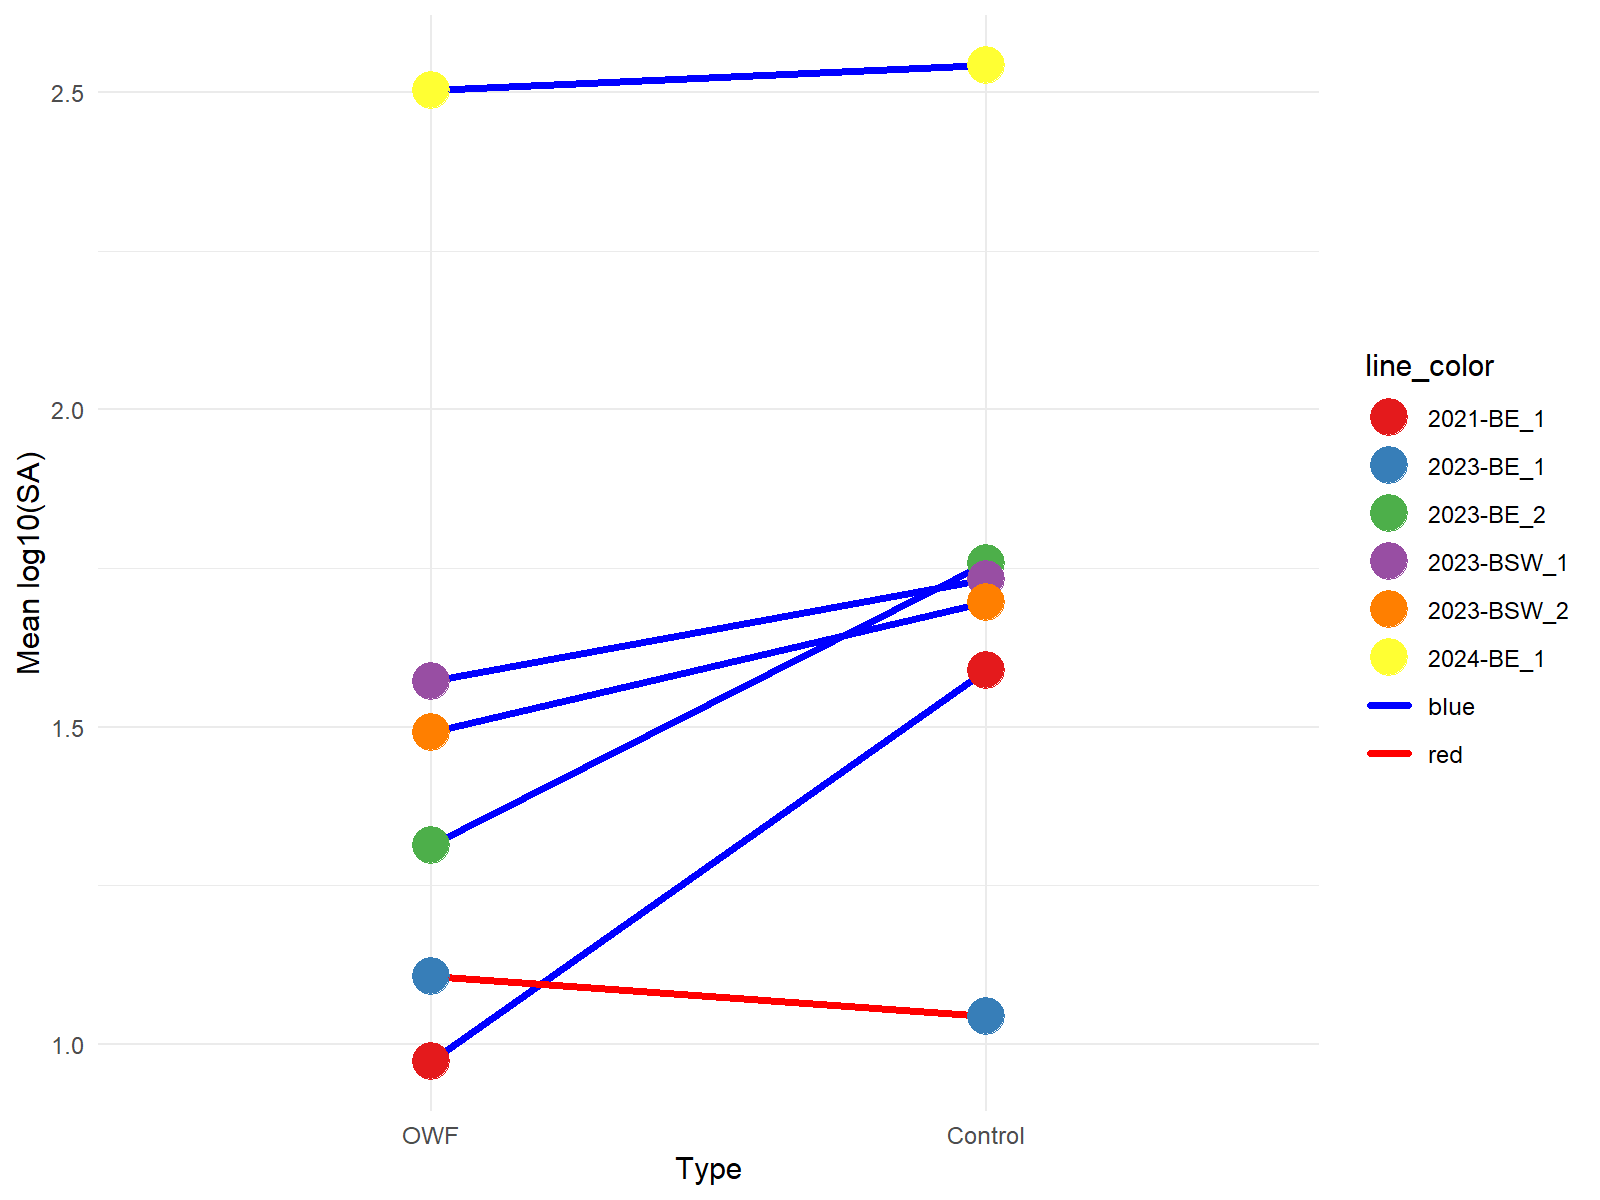 Mean log10(SA)
2.5
2.0
1.5
1.0
OWF
Control
Type
line_color
2021-BE_1
2023-BE_1
2023-BE_2
2023-BSW_1
2023-BSW_2
2024-BE_1
blue
red